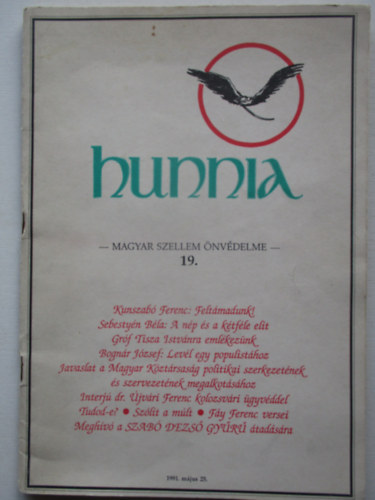 hunnia
— MAGYAR SZELLEM ÖNVÉDELME —
19.
Kunszabó Ferenc: Feltámadunk!
Sebestyén Béla: A nép és a kétféle elit
Gróf Tisza Istvánra emlékezünk
Bognár József: Levél egy populistához
Javaslat a Magyar Köztársaság politikai szerkezetének
és szervezetének megalkotásához
Interjú dr. Újvári Ferenc kolozsvári ügyvéddel
Tudod-e? • Szólít a múlt • Fáy Ferenc versei
Meghívó a SZABÓ DEZSŐ GYŰRŰ átadására
1991. május 25.